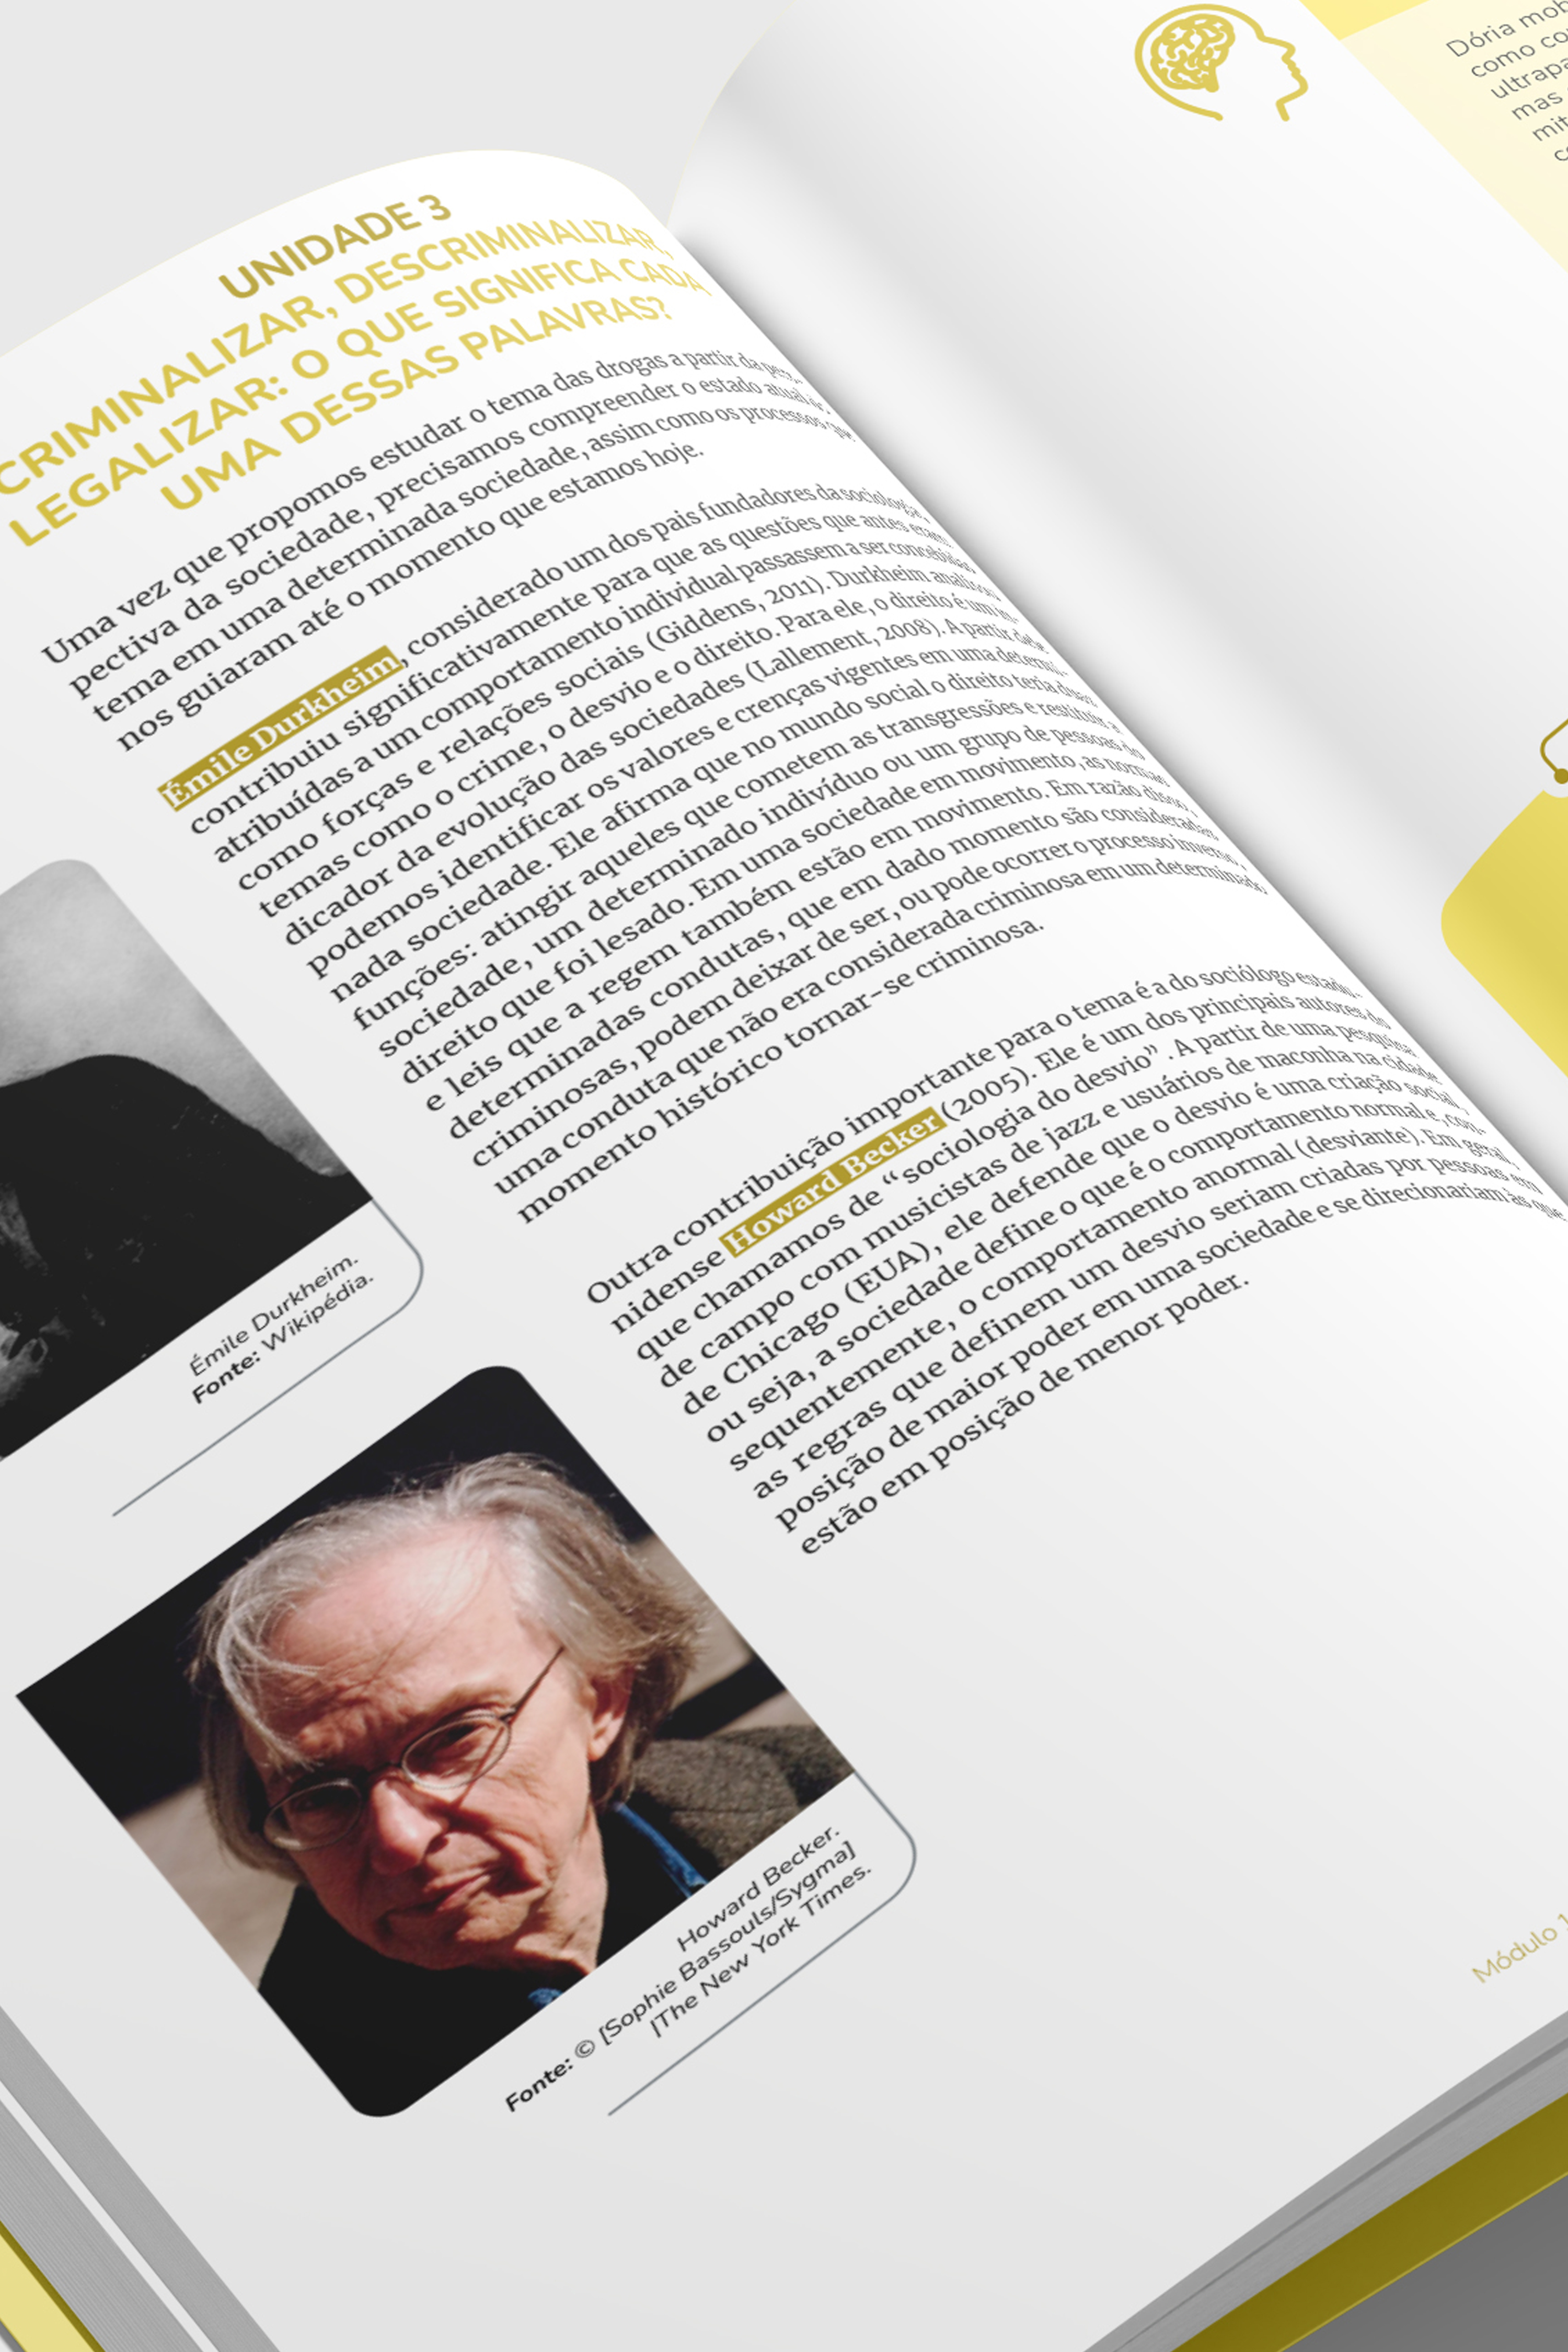 UNIDADE 3
CRIMINALIZAR, DESCRIMINALIZAR,
LEGALIZAR: O QUE SIGNIFICA CADA
UMA DESSAS PALAVRAS?
Uma vez que propomos estudar o tema das drogas a partir da pers-
pectiva da sociedade, precisamos compreender o estado atual do
tema em uma determinada sociedade, assim como os processos que
nos guiaram até o momento que estamos hoje.
Émile Durkheim, considerado um dos pais fundadores da sociologia,
contribuiu significativamente para que as questões que antes eram
atribuídas a um comportamento individual passassem a ser concebidas
como forças e relações sociais (Giddens, 2011). Durkheim analisou
temas como o crime, o desvio e o direito. Para ele, o direito é um in-
dicador da evolução das sociedades (Lallement, 2008). A partir dele
podemos identificar os valores e crenças vigentes em uma determi-
nada sociedade. Ele afirma que no mundo social o direito teria duas
funções: atingir aqueles que cometem as transgressões e restituir a
sociedade, um determinado indivíduo ou um grupo de pessoas do
direito que foi lesado. Em uma sociedade em movimento, as normas
e leis que a regem também estão em movimento. Em razão disso,
determinadas condutas, que em dado momento são consideradas
criminosas, podem deixar de ser, ou pode ocorrer o processo inverso,
uma conduta que não era considerada criminosa em um determinado
momento histórico tornar-se criminosa.
Outra contribuição importante para o tema é a do sociólogo estadu-
nidense Howard Becker (2005). Ele é um dos principais autores do
que chamamos de “sociologia do desvio” . A partir de uma pesquisa
de campo com musicistas de jazz e usuários de maconha na cidade
de Chicago (EUA), ele defende que o desvio é uma criação social,
ou seja, a sociedade define o que é o comportamento normal e, con-
sequentemente, o comportamento anormal (desviante). Em geral,
as regras que definem um desvio seriam criadas por pessoas em
posição de maior poder em uma sociedade e se direcionariam às que
estão em posição de menor poder.
Émile Durkheim.
Fonte: Wikipédia.
Howard Becker.
Fonte: © [Sophie Bassouls/Sygma]
|The New York Times.
Dória
como
mas
Módulo 1